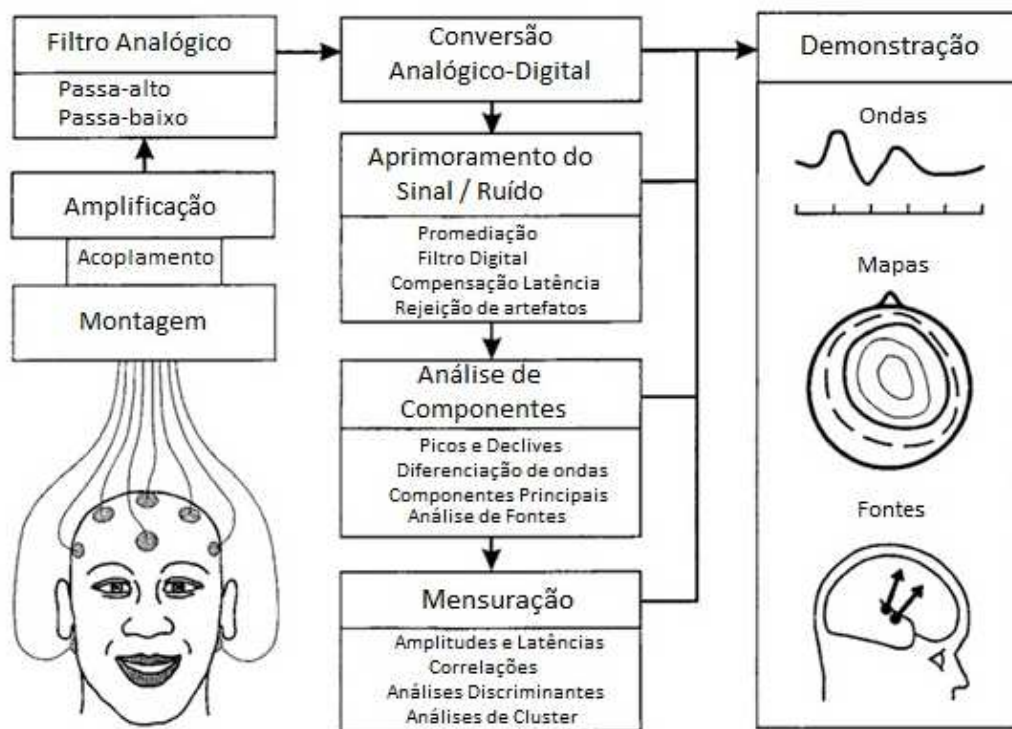 Filtro Analógico
Passa-alto
Passa-baixo
Amplificação
Acoplamento
Montagem
Conversão
Analógico-Digital
Aprimoramento do
Sinal / Ruído
Promediação
Filtro Digital
Compensação Latência
Rejeição de artefatos
Análise de
Componentes
Picos e Declives
Diferenciação de ondas
Componentes Principais
Análise de Fontes
Mensuração
Amplitudes e Latências
Correlações
Análises Discriminantes
Análises de Cluster
Demonstração
Ondas
Mapas
Fontes